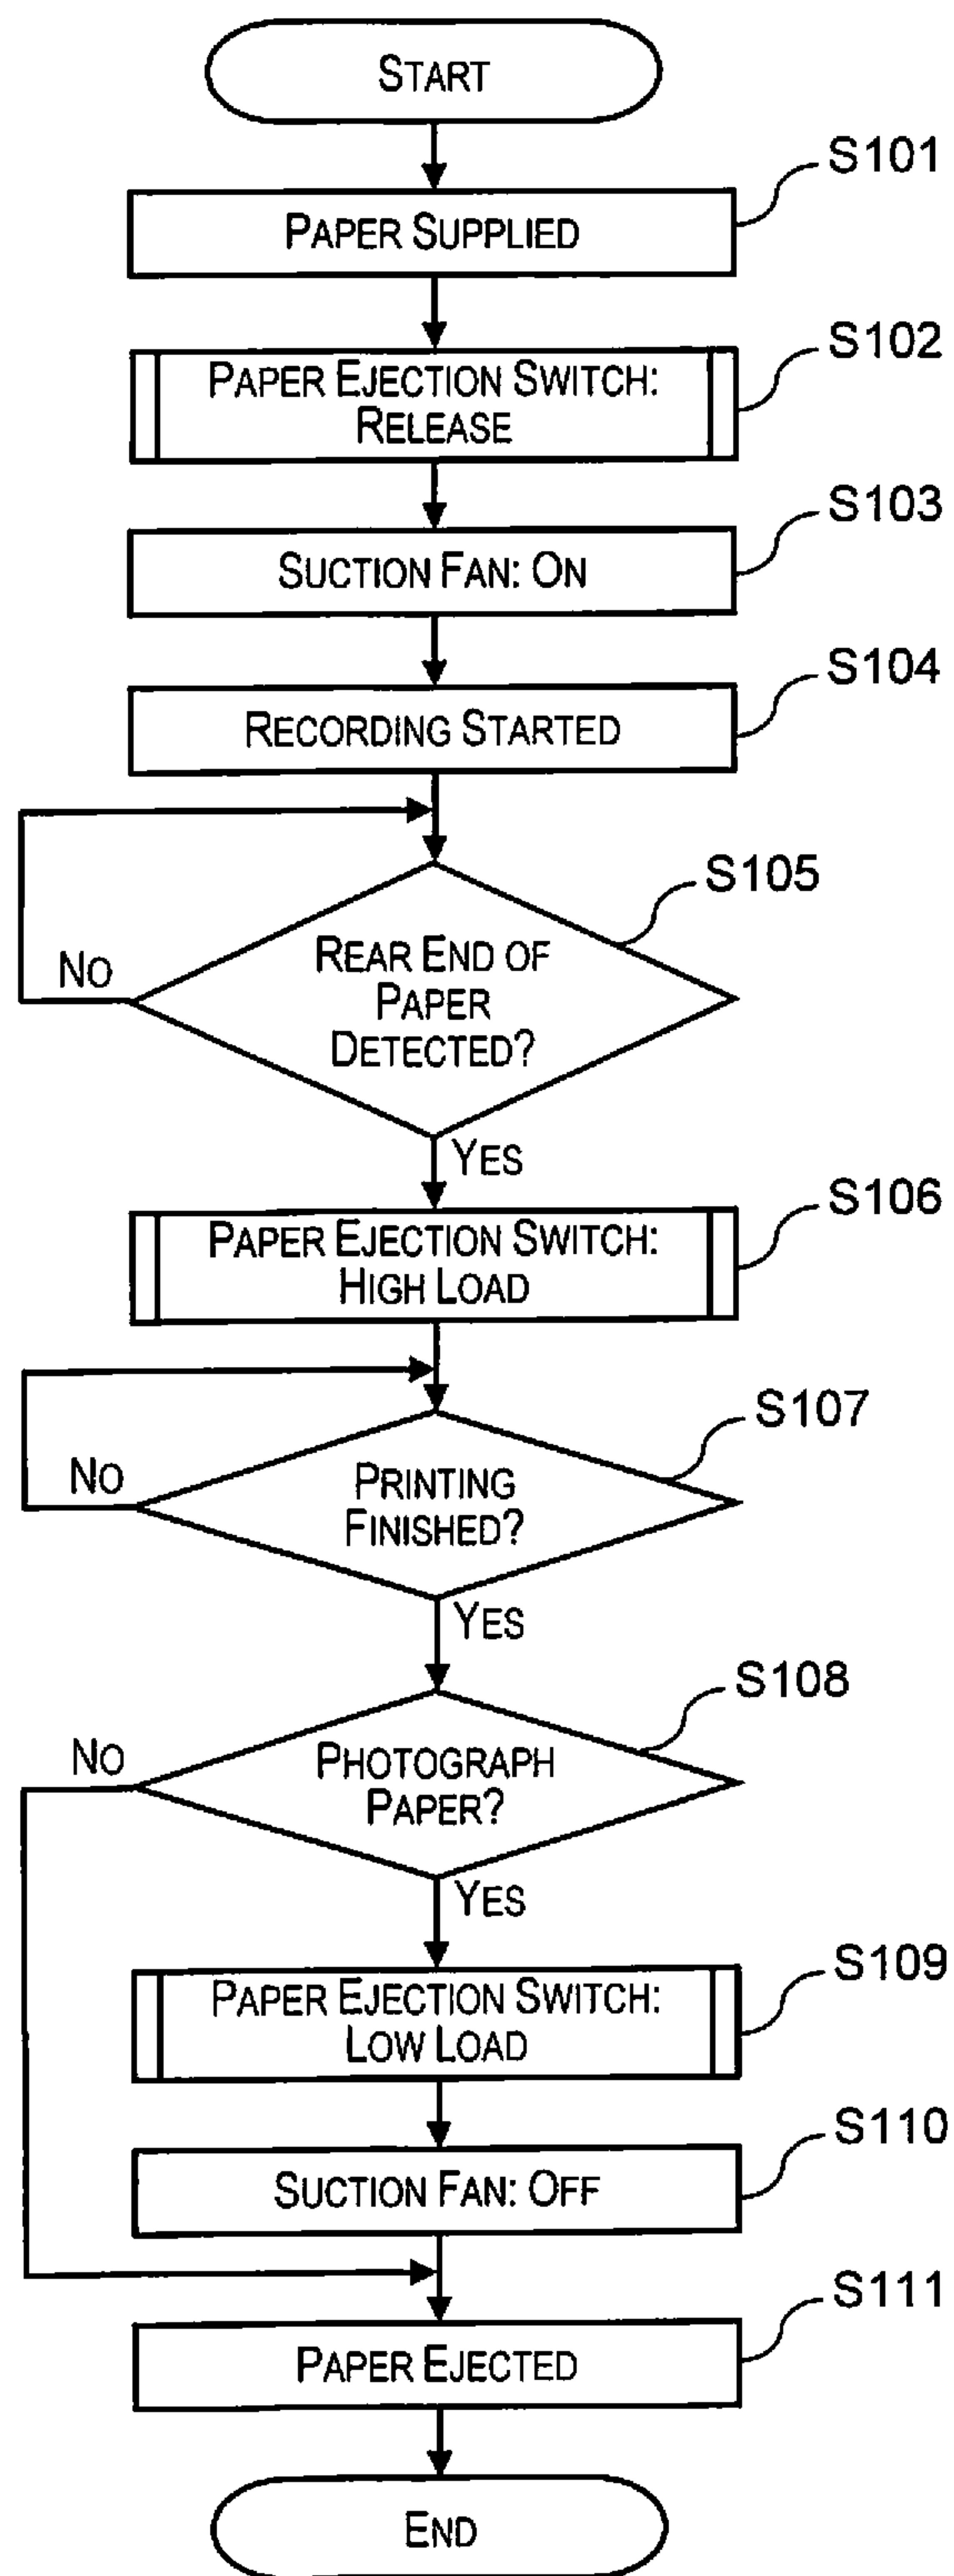 START
S101
PAPER SUPPLIED
S102
PAPER EJECTION SWITCH:
RELEASE
S103
SUCTION FAN: ON
S104
RECORDING STARTED
S105
REAR END OF
PAPER
DETECTED?
NO
YES
S106
PAPER EJECTION SWITCH:
HIGH LOAD
S107
PRINTING
FINISHED?
NO
YES
S108
PHOTOGRAPH
PAPER?
NO
YES
S109
PAPER EJECTION SWITCH:
LOW LOAD
S110
SUCTION FAN: OFF
S111
PAPER EJECTED
END